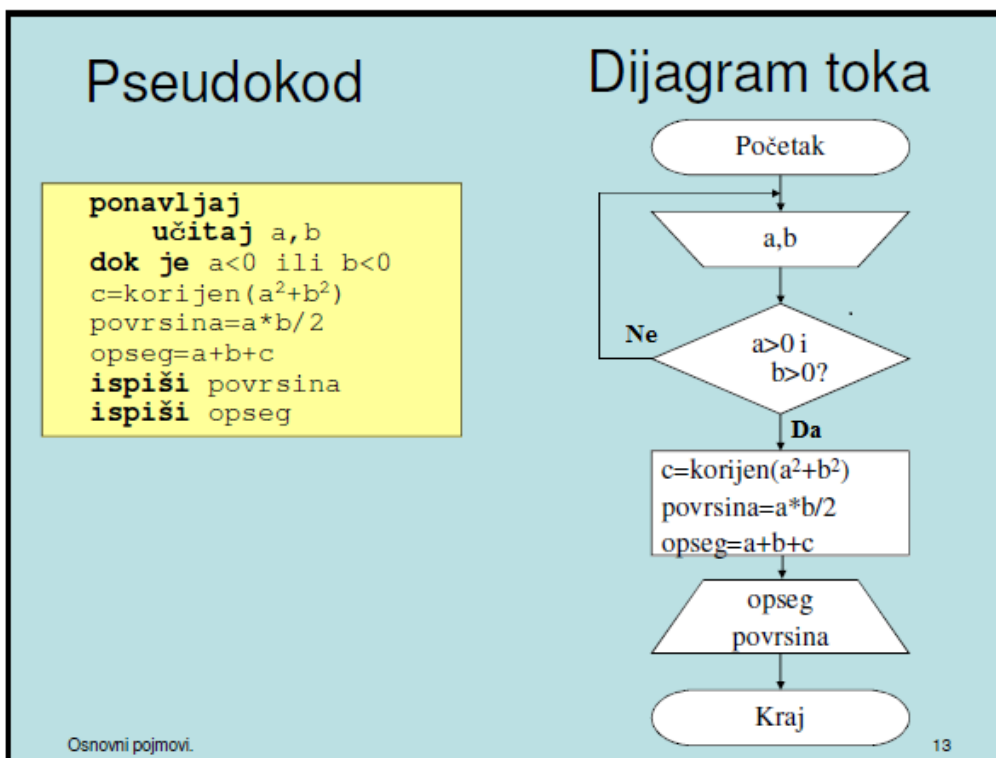 Pseudokod
ponavljaj
učitaj a,b
dok je a<0 ili b<0
c=korijen(a²+b²)
povrsina=a*b/2
opseg=a+b+c
ispiši povrsina
ispiši opseg
Dijagram toka
Početak
a,b
Ne
a>0 i
b>0?
Da
c=korijen(a²+b²)
povrsina=a*b/2
opseg=a+b+c
opseg
povrsina
Kraj
Osnovni pojmovi.
13